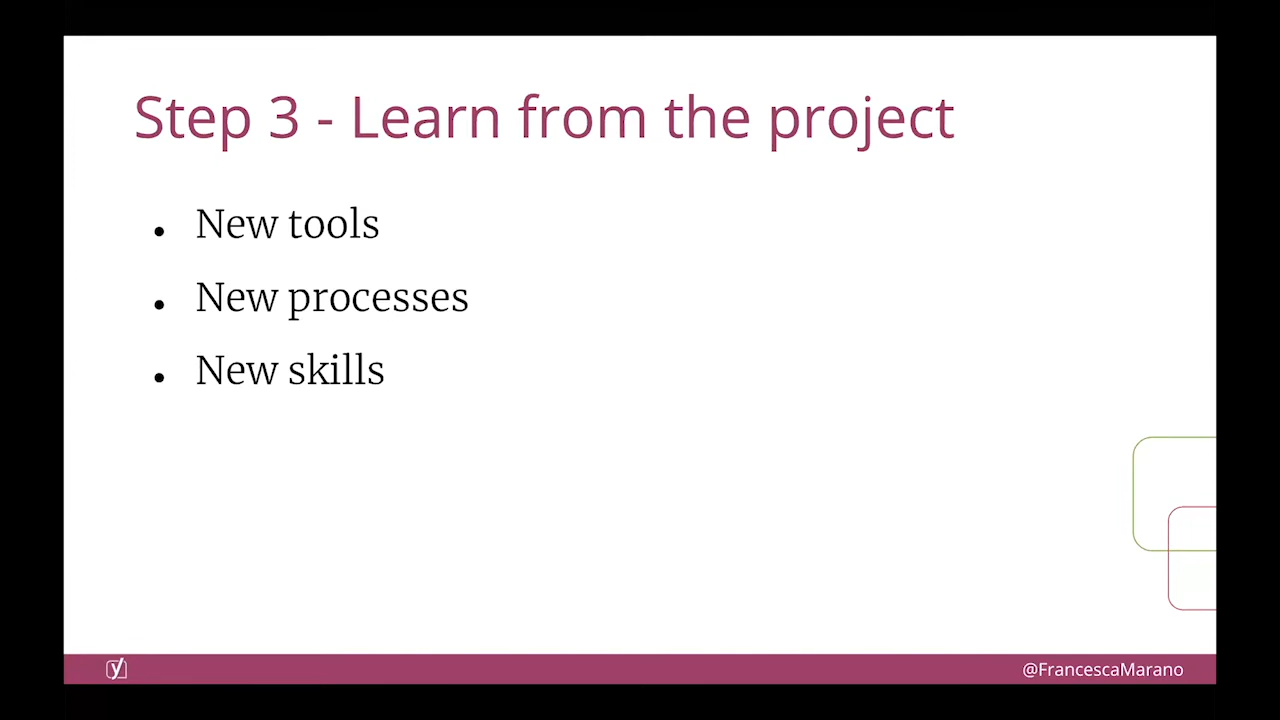 Step 3 - Learn from the project
• New tools
• New processes
• New skills
y
@FrancescaMarano